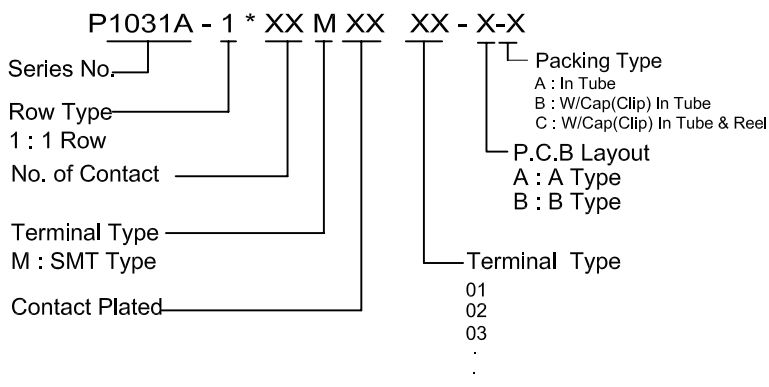 P1031A - 1 * XX M XX XX - X-X
Series No.
Row Type
1 : 1 Row
No. of Contact
Terminal Type
M : SMT Type
Contact Plated
Packing Type
A : In Tube
B : W/Cap(Clip) In Tube
C : W/Cap(Clip) In Tube & Reel
P.C.B Layout
A : A Type
B : B Type
Terminal Type
01
02
03
.
.